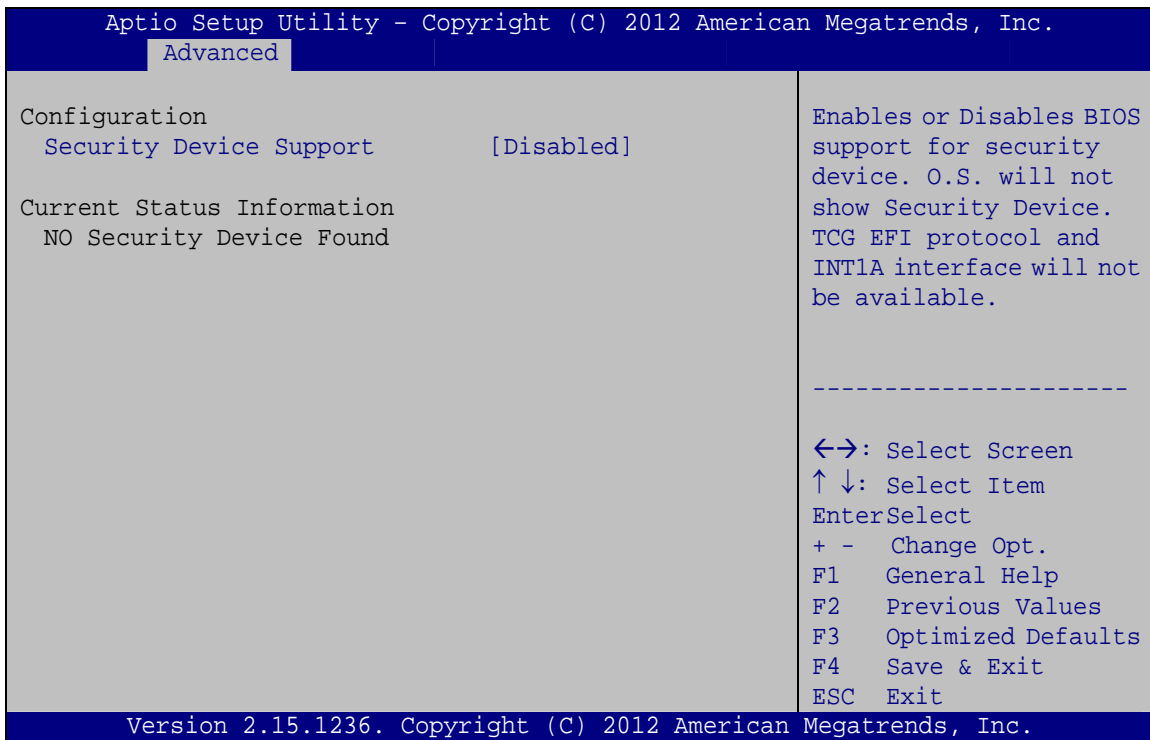 Aptio Setup Utility – Copyright (C) 2012 American Megatrends, Inc.
Advanced
Configuration
Security Device Support [Disabled]
Current Status Information
NO Security Device Found
Enables or Disables BIOS
support for security
device. O.S. will not
show Security Device.
TCG EFI protocol and
INT1A interface will not
be available.
----------------------
←→: Select Screen
↑ ↓: Select Item
EnterSelect
+ - Change Opt.
F1 General Help
F2 Previous Values
F3 Optimized Defaults
F4 Save & Exit
ESC Exit
Version 2.15.1236. Copyright (C) 2012 American Megatrends, Inc.